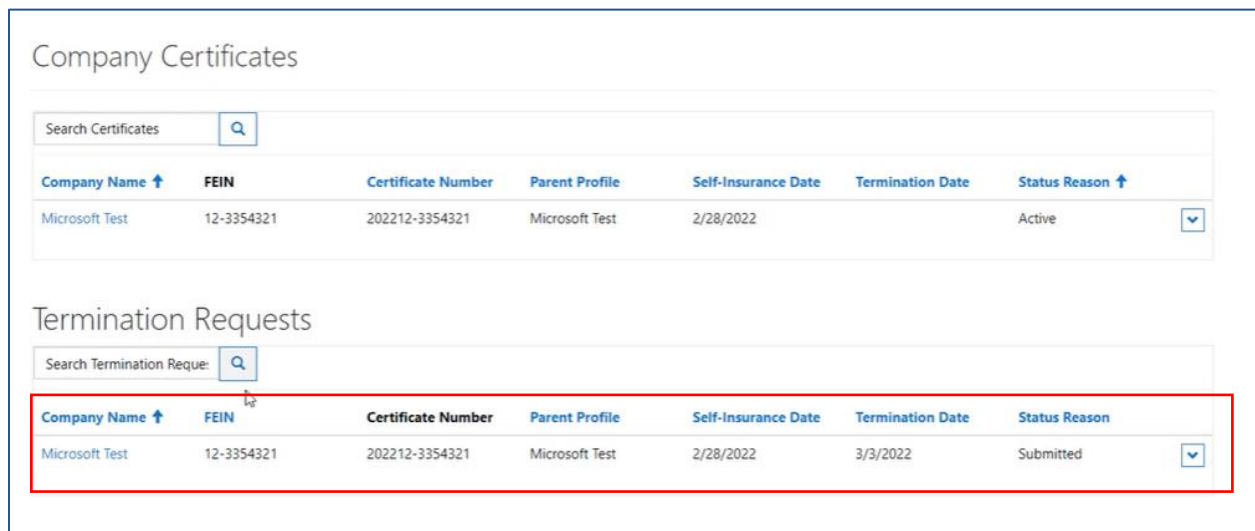 Company Certificates
Search Certificates
Company Name FEIN Certificate Number Parent Profile Self-Insurance Date Termination Date Status Reason
Microsoft Test 12-3354321 202212-3354321 Microsoft Test 2/28/2022 Active
Termination Requests
Search Termination Reque
Company Name FEIN Certificate Number Parent Profile Self-Insurance Date Termination Date Status Reason
Microsoft Test 12-3354321 202212-3354321 Microsoft Test 2/28/2022 3/3/2022 Submitted